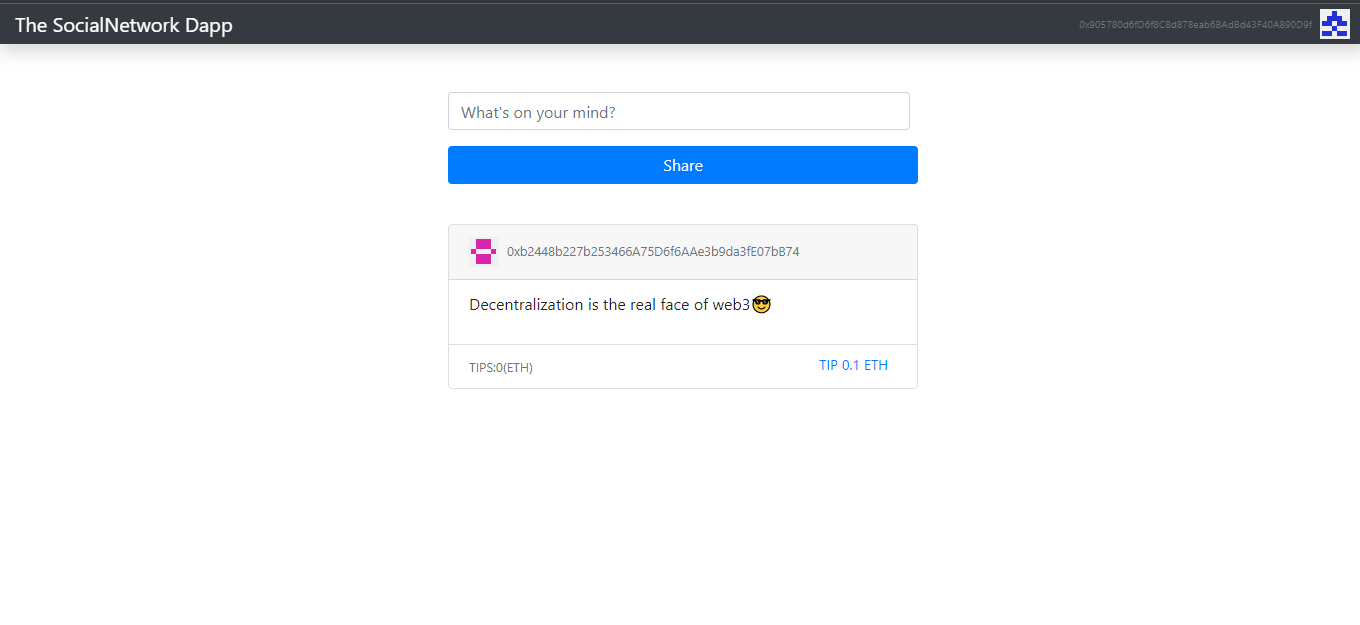 The SocialNetwork Dapp
0x905780d6fD6f8C8d878eab6BAdBd43F40A890D9f
What's on your mind?
Share
0xb2448b227b253466A75D6f6AAe3b9da3fE07bB74
Decentralization is the real face of web3😎
TIPS:0(ETH)
TIP 0.1 ETH